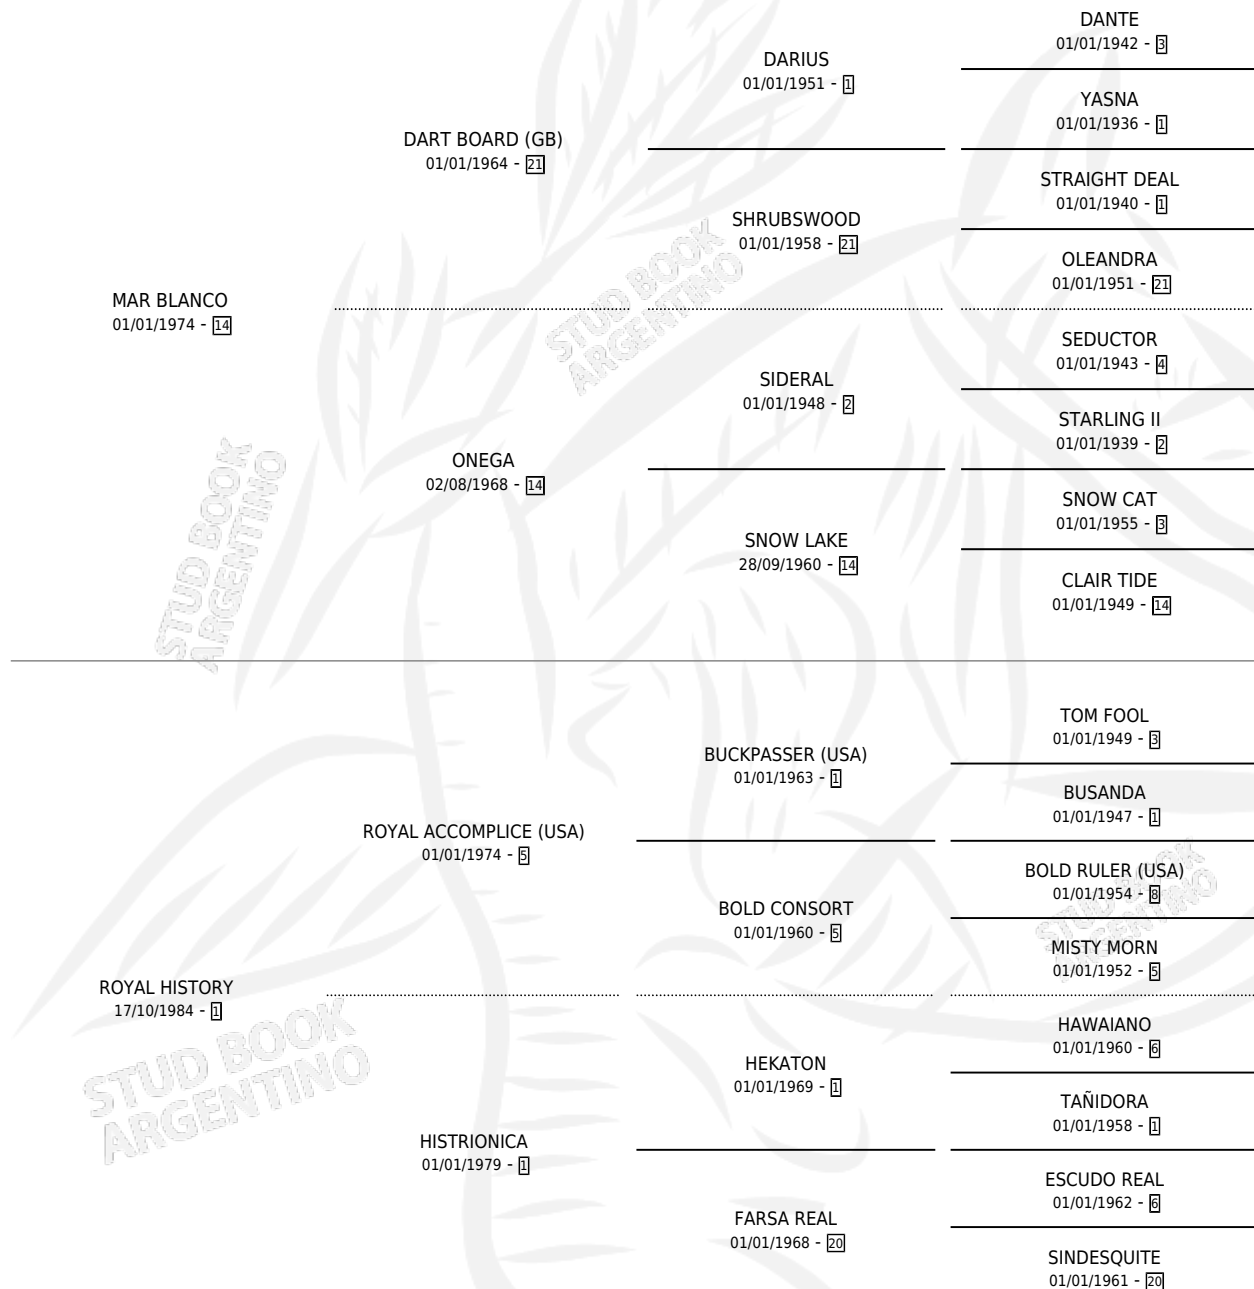 DANTE
01/01/1942 - 3
DARIUS
01/01/1951 - 1
YASNA
01/01/1936 - 1
DART BOARD (GB)
01/01/1964 - 21
STRAIGHT DEAL
01/01/1940 - 1
SHRUBSWOOD
01/01/1958 - 21
OLEANDRA
01/01/1951 - 21
MAR BLANCO
01/01/1974 - 14
SEDUCTOR
01/01/1943 - 4
SIDERAL
01/01/1948 - 2
STARLING II
01/01/1939 - 2
ONEGA
02/08/1968 - 14
SNOW CAT
01/01/1955 - 3
SNOW LAKE
28/09/1960 - 14
CLAIR TIDE
01/01/1949 - 14
TOM FOOL
01/01/1949 - 3
BUCKPASSER (USA)
01/01/1963 - 1
BUSANDA
01/01/1947 - 1
ROYAL ACCOMPLICE (USA)
01/01/1974 - 5
BOLD RULER (USA)
01/01/1954 - 8
BOLD CONSORT
01/01/1960 - 5
MISTY MORN
01/01/1952 - 5
ROYAL HISTORY
17/10/1984 - 1
HAWAIANO
01/01/1960 - 6
HEKATON
01/01/1969 - 1
TAÑIDORA
01/01/1958 - 1
HISTRIONICA
01/01/1979 - 1
ESCUDO REAL
01/01/1962 - 6
FARSA REAL
01/01/1968 - 20
SINDESQUITE
01/01/1961 - 20
STUD BOOK
ARGENTINO
STUD BOOK
ARGENTINO
STUD BOOK
ARGENTINO
STUD BOOK
ARGENTINO